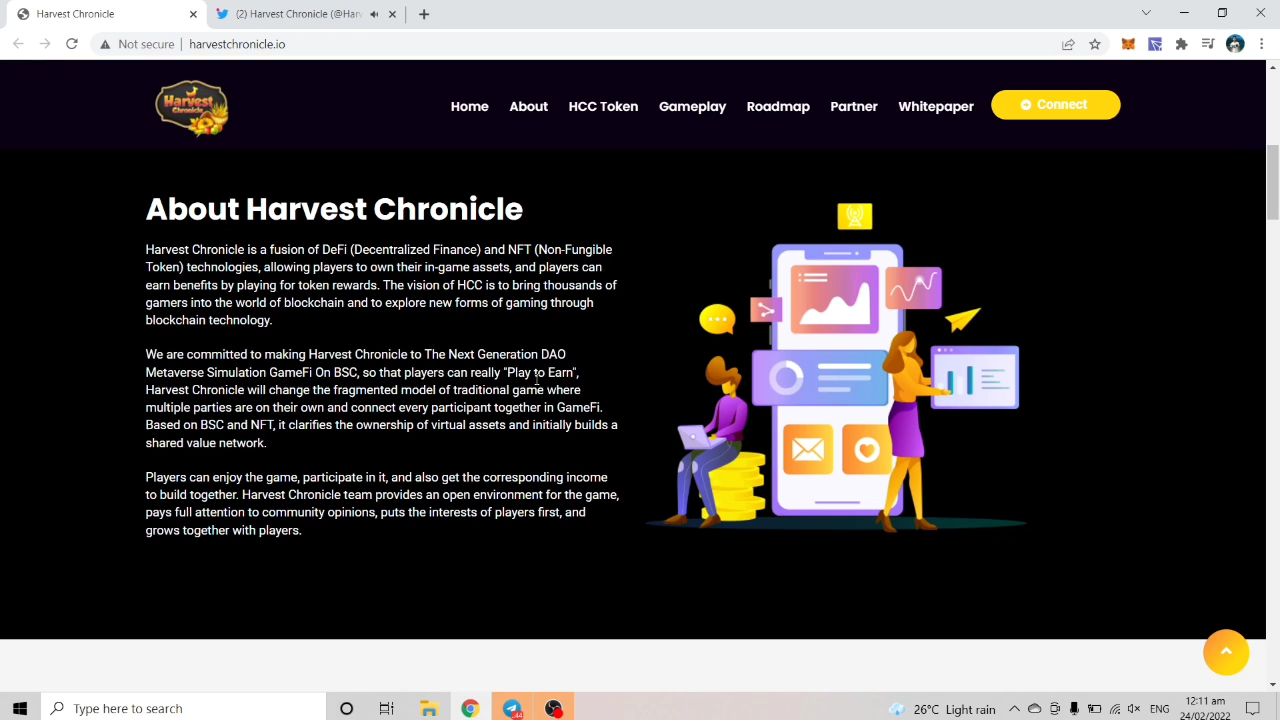 Harvest Chronicle
(2) Harvest Chronicle (@Har
Not secure
harvestchronicle.io
Harvest
Chronicle
Home
About
HCC Token
Gameplay
Roadmap
Partner
Whitepaper
Connect
About Harvest Chronicle
Harvest Chronicle is a fusion of DeFi (Decentralized Finance) and NFT (Non-Fungible
Token) technologies, allowing players to own their in-game assets, and players can
earn benefits by playing for token rewards. The vision of HCC is to bring thousands of
gamers into the world of blockchain and to explore new forms of gaming through
blockchain technology.
We are committed to making Harvest Chronicle to The Next Generation DAO
Metaverse Simulation GameFi On BSC, so that players can really "Play to Earn",
Harvest Chronicle will change the fragmented model of traditional game where
multiple parties are on their own and connect every participant together in GameFi.
Based on BSC and NFT, it clarifies the ownership of virtual assets and initially builds a
shared value network.
Players can enjoy the game, participate in it, and also get the corresponding income
to build together. Harvest Chronicle team provides an open environment for the game,
pays full attention to community opinions, puts the interests of players first, and
grows together with players.
Type here to search
44
26°C Light rain
ENG
12:11 am
24/02/2022